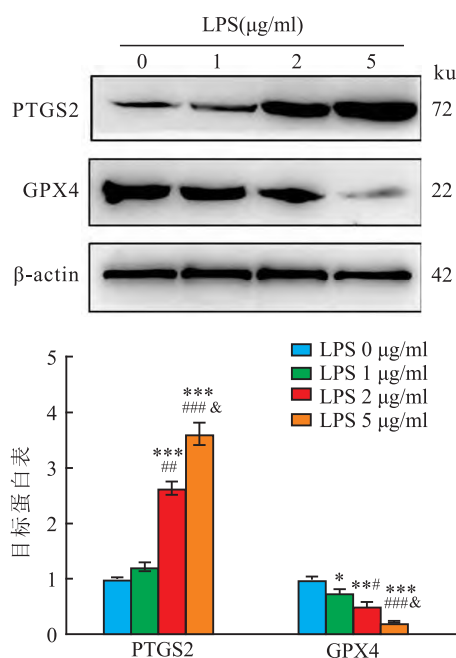 LPS(μg/ml)
0 1 2 5
ku
PTGS2 72
GPX4 22
β-actin 42
LPS 0 μg/ml
LPS 1 μg/ml
LPS 2 μg/ml
LPS 5 μg/ml
目标蛋白表
5
4
3
2
1
0
***
##
***
### &
*
**#
***
###&
PTGS2 GPX4